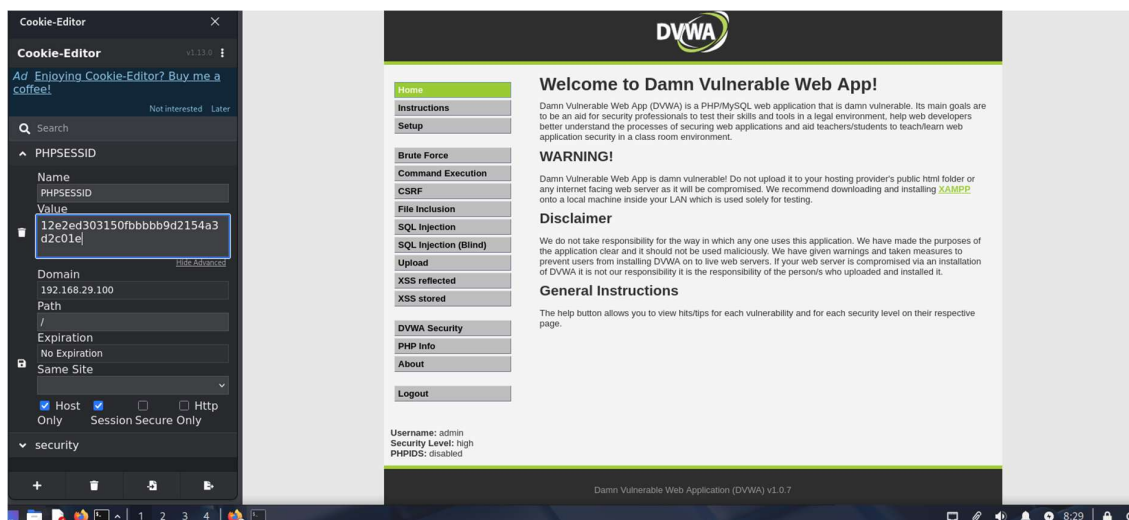 Cookie-Editor
Cookie-Editor
v1.13.0
Ad Enjoying Cookie-Editor? Buy me a
coffee!
Not interested Later
Search
PHPSESSID
Name
PHPSESSID
Value
12e2ed303150fbbbbb9d2154a3
d2c01e
Hide Advanced
Domain
192.168.29.100
Path
/
Expiration
No Expiration
Same Site
Host Only
Session
Secure
Http Only
security
DVWA
Home
Instructions
Setup
Brute Force
Command Execution
CSRF
File Inclusion
SQL Injection
SQL Injection (Blind)
Upload
XSS reflected
XSS stored
DVWA Security
PHP Info
About
Logout
Username: admin
Security Level: high
PHPIDS: disabled
Welcome to Damn Vulnerable Web App!
Damn Vulnerable Web App (DVWA) is a PHP/MySQL web application that is damn vulnerable. Its main goals are
to be an aid for security professionals to test their skills and tools in a legal environment, help web developers
better understand the processes of securing web applications and aid teachers/students to teach/learn web
application security in a class room environment.
WARNING!
Damn Vulnerable Web App is damn vulnerable! Do not upload it to your hosting provider's public html folder or
any internet facing web server as it will be compromised. We recommend downloading and installing XAMPP
onto a local machine inside your LAN which is used solely for testing.
Disclaimer
We do not take responsibility for the way in which any one uses this application. We have made the purposes of
the application clear and it should not be used maliciously. We have given warnings and taken measures to
prevent users from installing DVWA on to live web servers. If your web server is compromised via an installation
of DVWA it is not our responsibility it is the responsibility of the person/s who uploaded and installed it.
General Instructions
The help button allows you to view hits/tips for each vulnerability and for each security level on their respective
page.
Damn Vulnerable Web Application (DVWA) v1.0.7
1 2 3 4
8:29